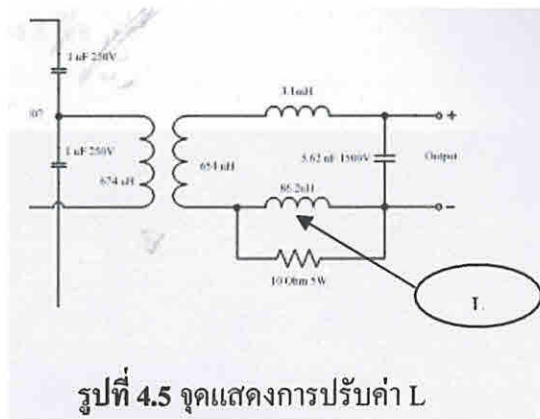 1 uF 250V
3.1mH
1 uF 250V
5.62 nF 1500V
Output
+
654 uH
674 uH
86.2uH
−
10 Ohm 5W
L
รูปที่ 4.5 จุดแสดงการปรับค่า L